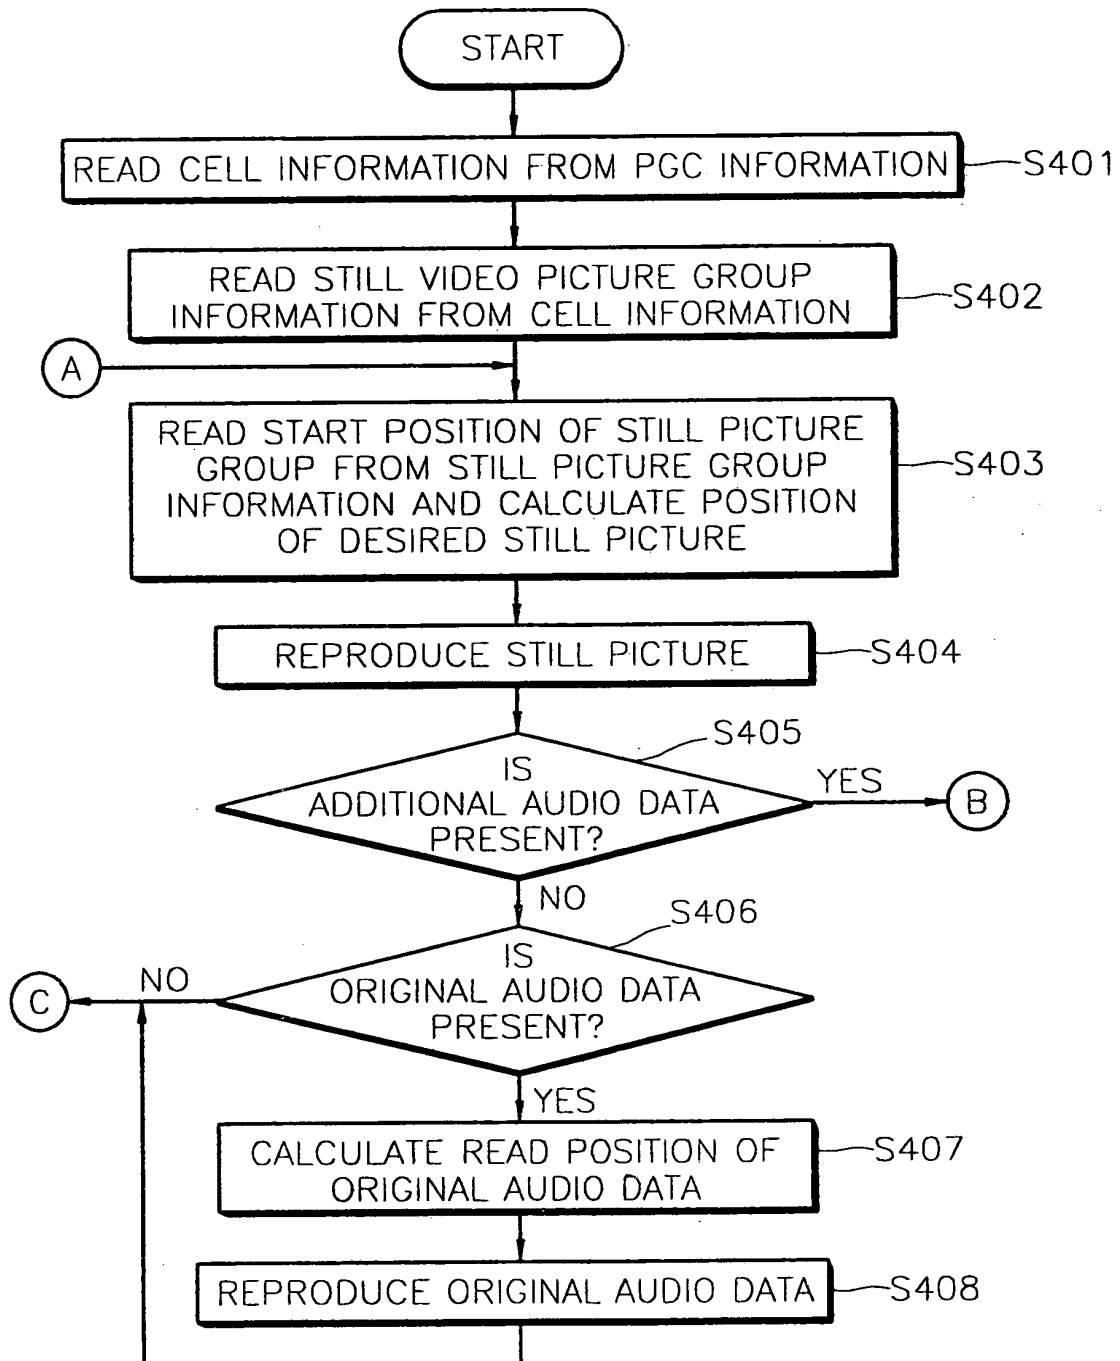 START
READ CELL INFORMATION FROM PGC INFORMATION
S401
READ STILL VIDEO PICTURE GROUP
INFORMATION FROM CELL INFORMATION
S402
A
READ START POSITION OF STILL PICTURE
GROUP FROM STILL PICTURE GROUP
INFORMATION AND CALCULATE POSITION
OF DESIRED STILL PICTURE
S403
REPRODUCE STILL PICTURE
S404
S405
IS
ADDITIONAL AUDIO DATA
PRESENT?
YES
B
NO
S406
IS
ORIGINAL AUDIO DATA
PRESENT?
NO
C
YES
CALCULATE READ POSITION OF
ORIGINAL AUDIO DATA
S407
REPRODUCE ORIGINAL AUDIO DATA
S408